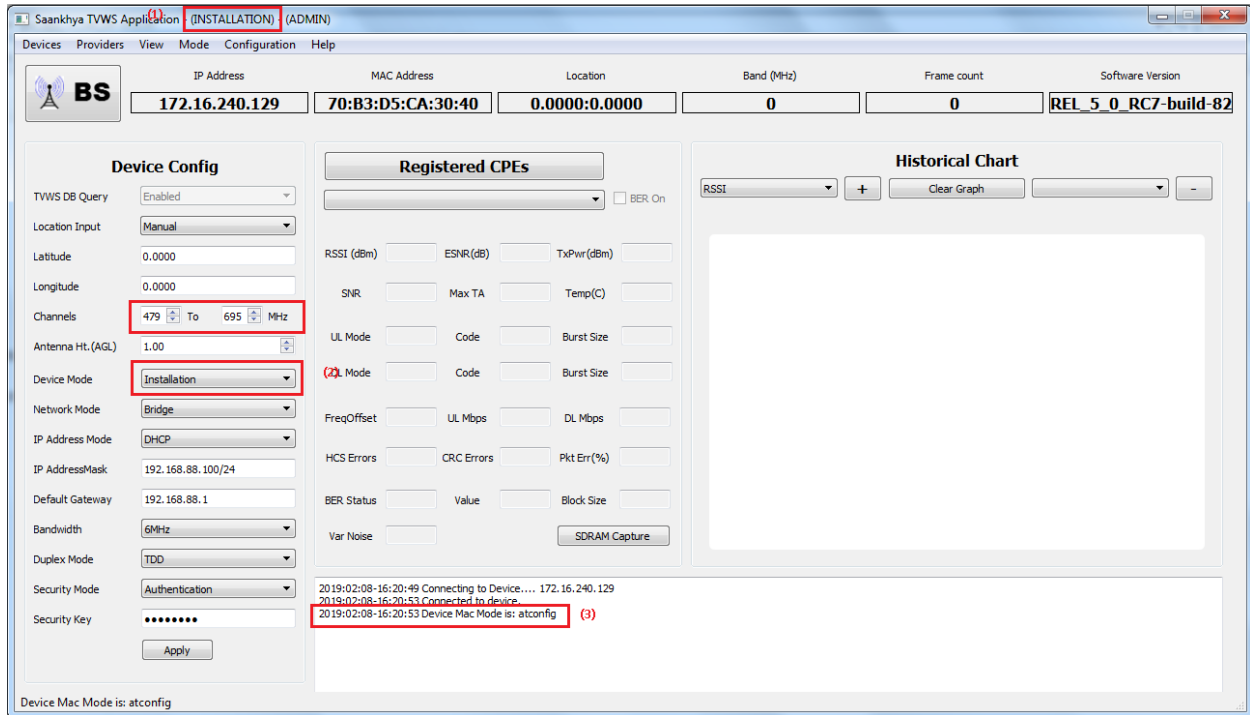 Saankhya TVWS Application - (INSTALLATION) - (ADMIN)
(1)
Devices Providers View Mode Configuration Help
BS
IP Address MAC Address Location Band (MHz) Frame count Software Version
172.16.240.129 70:B3:D5:CA:30:40 0.0000:0.0000 0 0 REL_5_0_RC7-build-82
Device Config
TVWS DB Query Enabled
Location Input Manual
Latitude 0.0000
Longitude 0.0000
Channels 479 To 695 MHz
Antenna Ht.(AGL) 1.00
Device Mode Installation
(2)
Network Mode Bridge
IP Address Mode DHCP
IP AddressMask 192.168.88.100/24
Default Gateway 192.168.88.1
Bandwidth 6MHz
Duplex Mode TDD
Security Mode Authentication
Security Key ••••••••
Apply
Registered CPEs
BER On
RSSI (dBm) ESNR(dB) TxPwr(dBm)
SNR Max TA Temp(C)
UL Mode Code Burst Size
Mode Code Burst Size
FreqOffset UL Mbps DL Mbps
HCS Errors CRC Errors Pkt Err(%)
BER Status Value Block Size
Var Noise SDRAM Capture
Historical Chart
RSSI + Clear Graph -
2019:02:08-16:20:49 Connecting to Device.... 172.16.240.129
2019:02:08-16:20:53 Connected to device.
2019:02:08-16:20:53 Device Mac Mode is: atconfig
(3)
Device Mac Mode is: atconfig